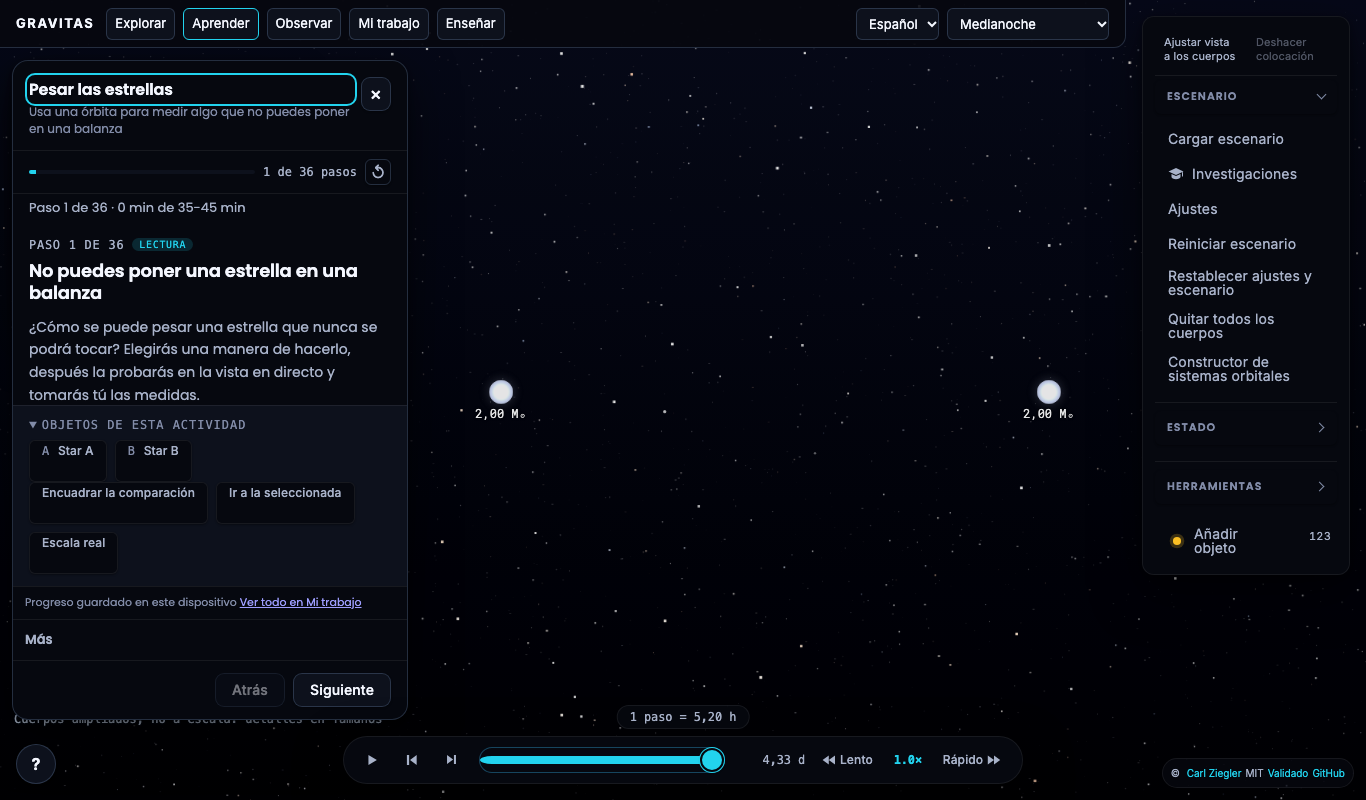 GRAVITAS
Explorar
Aprender
Observar
Mi trabajo
Enseñar
Español
Medianoche
Pesar las estrellas
×
Usa una órbita para medir algo que no puedes poner
en una balanza
1 de 36 pasos
Paso 1 de 36 · 0 min de 35-45 min
PASO 1 DE 36 LECTURA
No puedes poner una estrella en una
balanza
¿Cómo se puede pesar una estrella que nunca se
podrá tocar? Elegirás una manera de hacerlo,
después la probarás en la vista en directo y
tomarás tú las medidas.
▼ OBJETOS DE ESTA ACTIVIDAD
A Star A
B Star B
Encuadrar la comparación
Ir a la seleccionada
Escala real
Progreso guardado en este dispositivo Ver todo en Mi trabajo
Más
Atrás
Siguiente
Cuerpos ampliados, no a escala: detalles en Tamaños
?
2,00 M☉
2,00 M☉
1 paso = 5,20 h
4,33 d
Lento
1.0×
Rápido
Ajustar vista
a los cuerpos
Deshacer
colocación
ESCENARIO
Cargar escenario
Investigaciones
Ajustes
Reiniciar escenario
Restablecer ajustes y
escenario
Quitar todos los
cuerpos
Constructor de
sistemas orbitales
ESTADO
HERRAMIENTAS
Añadir
objeto
123
© Carl Ziegler MIT Validado GitHub